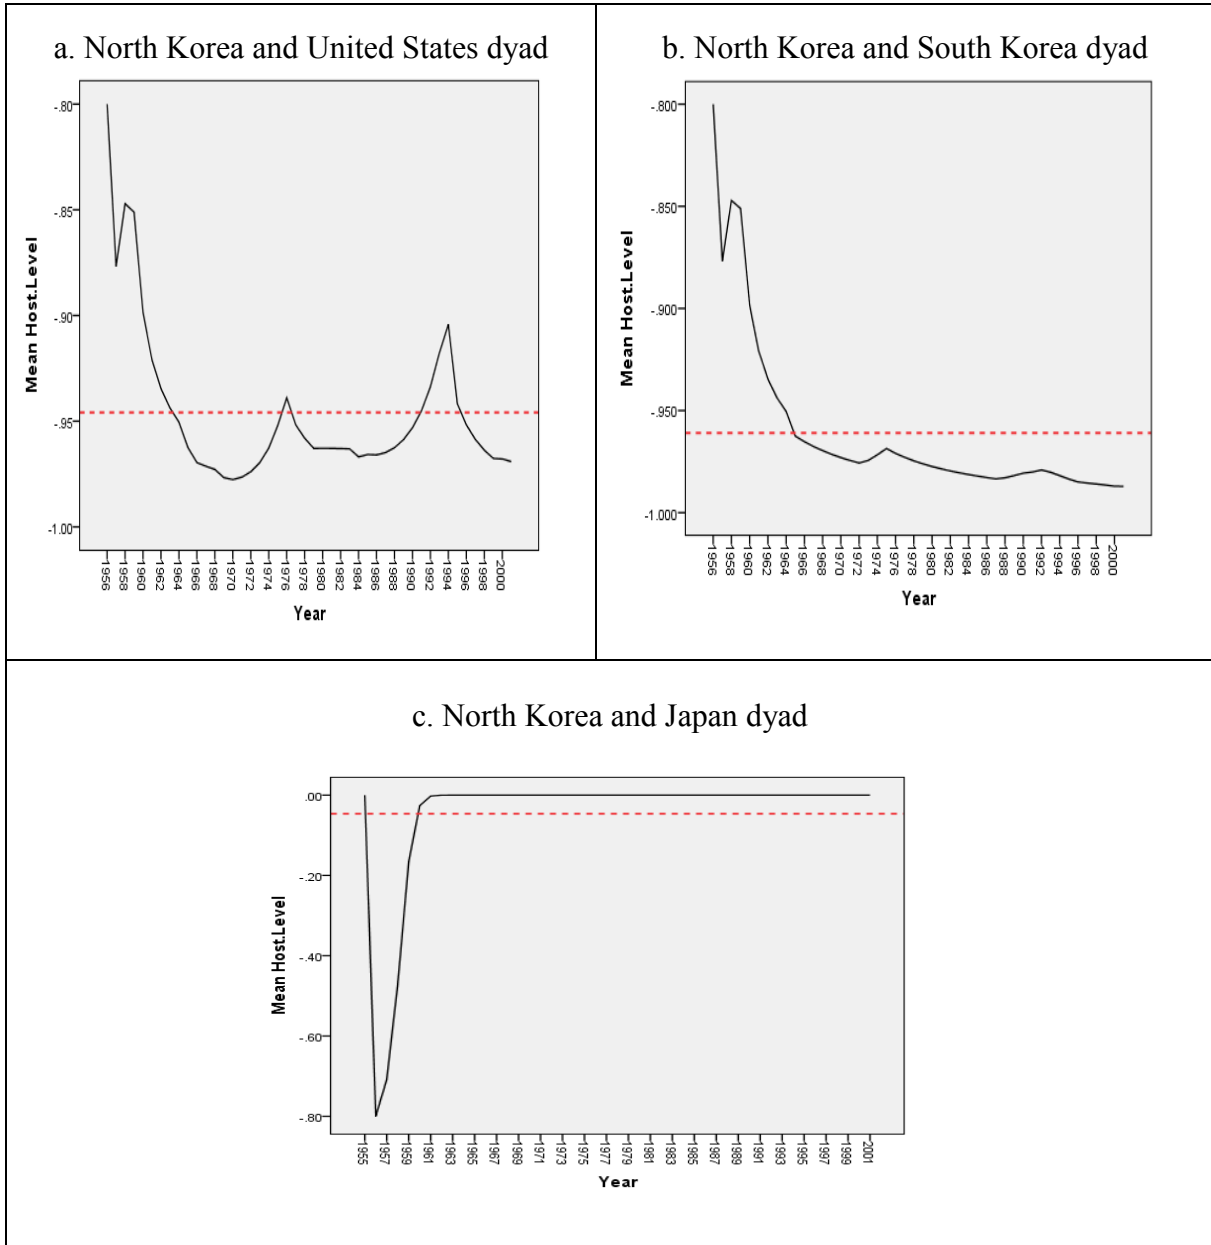 a. North Korea and United States dyad
-.80
-.85
-.90
-.95
-1.00
Mean Host.Level
1956 1958 1960 1962 1964 1966 1968 1970 1972 1974 1976 1978 1980 1982 1984 1986 1988 1990 1992 1994 1996 1998 2000
Year
b. North Korea and South Korea dyad
-.800
-.850
-.900
-.950
-1.000
Mean Host.Level
1956 1958 1960 1962 1964 1966 1968 1970 1972 1974 1976 1978 1980 1982 1984 1986 1988 1990 1992 1994 1996 1998 2000
Year
c. North Korea and Japan dyad
.00
-.20
-.40
-.60
-.80
Mean Host.Level
1955 1957 1959 1961 1963 1965 1967 1969 1971 1973 1975 1977 1979 1981 1983 1985 1987 1989 1991 1993 1995 1997 1999 2001
Year